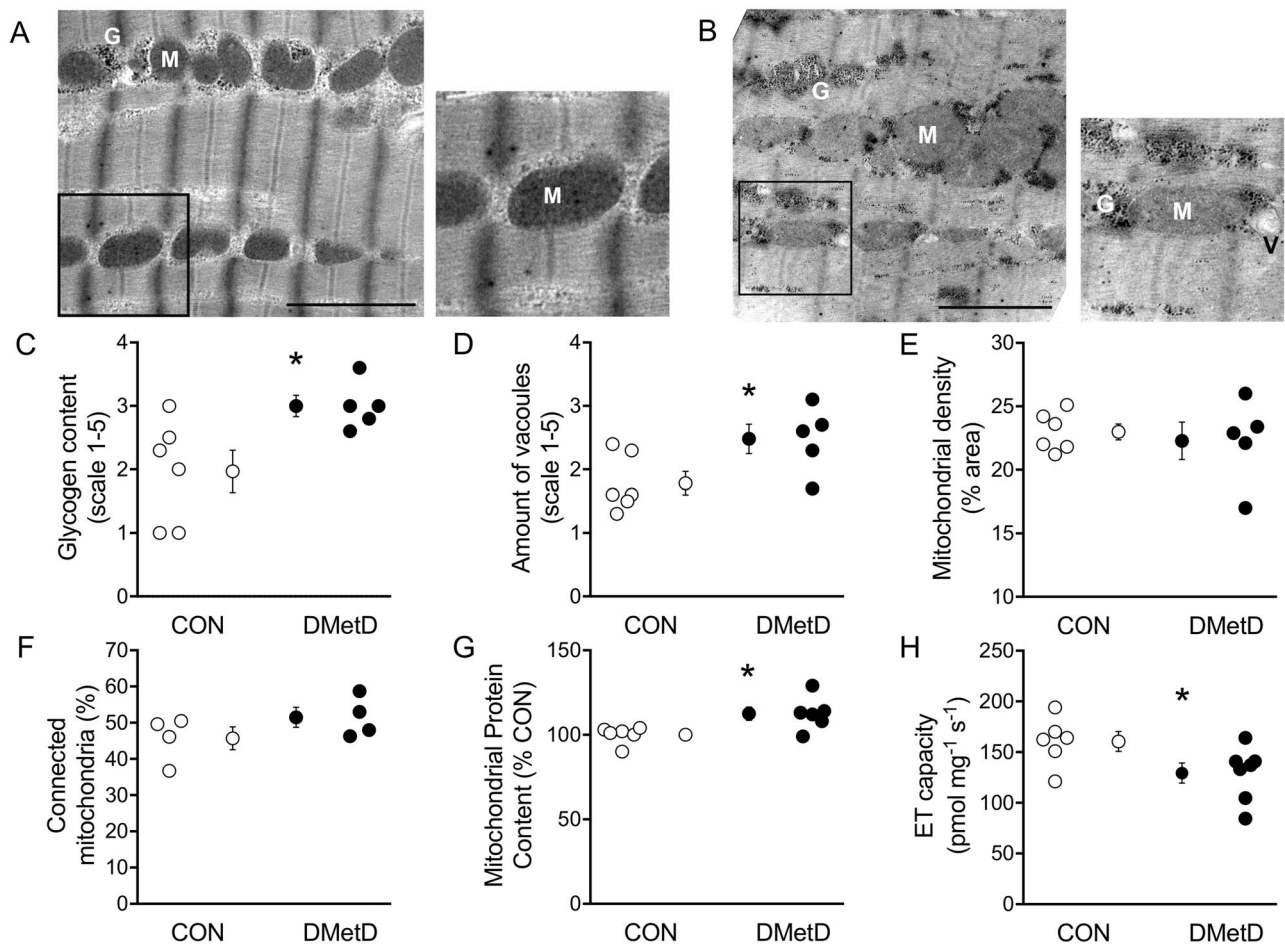 A
G
M
M
B
G
M
G
M
V
C
Glycogen content
(scale 1-5)
4
3
2
1
0
*
CON
DMetD
D
Amount of vacoules
(scale 1-5)
4
3
2
1
0
*
CON
DMetD
E
Mitochondrial density
(% area)
30
25
20
15
10
CON
DMetD
F
Connected
mitochondria (%)
70
60
50
40
30
20
10
0
CON
DMetD
G
Mitochondrial Protein
Content (% CON)
150
100
50
0
*
CON
DMetD
H
ET capacity
(pmol mg-1 s-1)
250
200
150
100
50
0
*
CON
DMetD